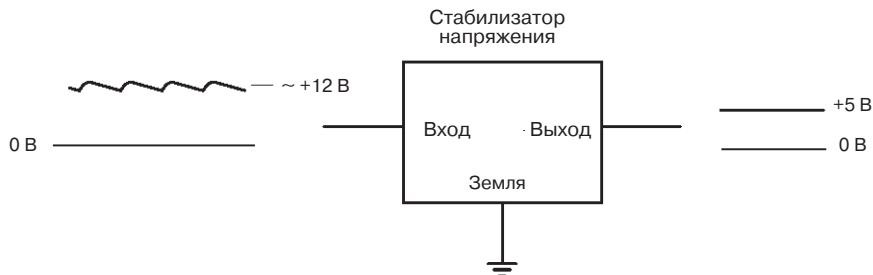 Стабилизатор
напряжения
~ +12 В
0 В
Вход
Выход
Земля
+5 В
0 В